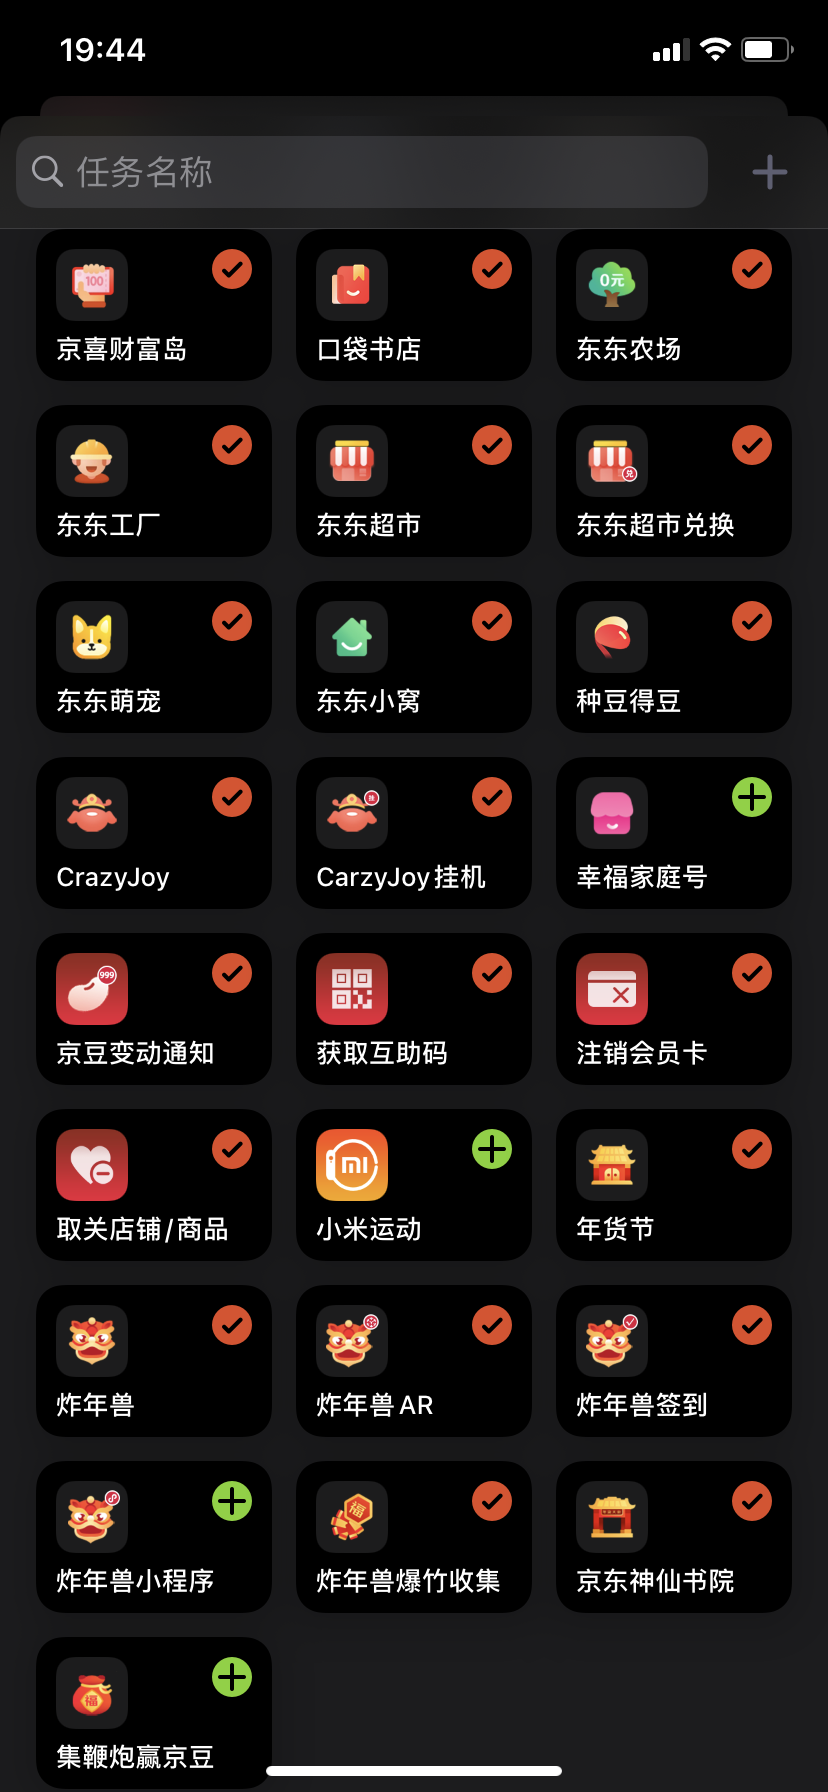 19:44
任务名称
100
0元
京喜财富岛
口袋书店
东东农场
兑
东东工厂
东东超市
东东超市兑换
东东萌宠
东东小窝
种豆得豆
挂
CrazyJoy
CarzyJoy挂机
幸福家庭号
999
京豆变动通知
获取互助码
注销会员卡
取关店铺/商品
小米运动
年货节
炸年兽
炸年兽AR
炸年兽签到
福
炸年兽小程序
炸年兽爆竹收集
京东神仙书院
福
集鞭炮赢京豆